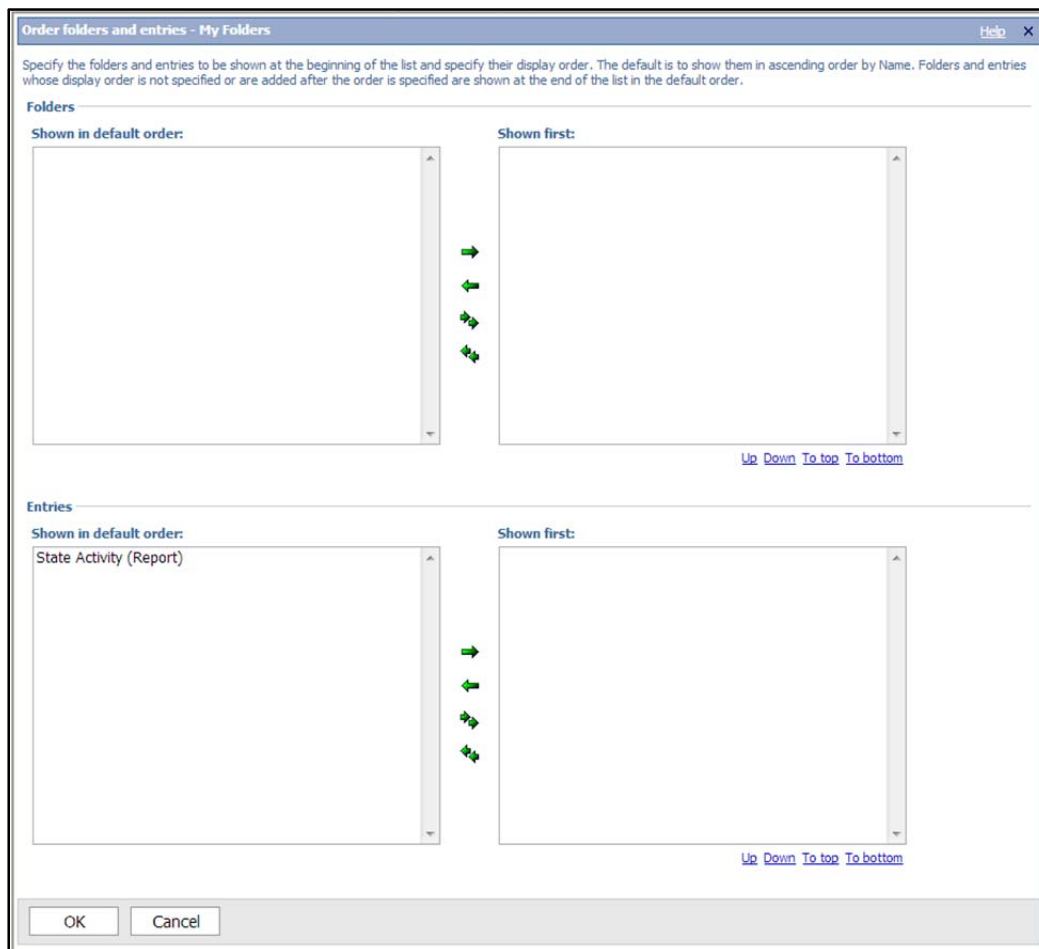 Order folders and entries - My Folders
Help
Specify the folders and entries to be shown at the beginning of the list and specify their display order. The default is to show them in ascending order by Name. Folders and entries
whose display order is not specified or are added after the order is specified are shown at the end of the list in the default order.
Folders
Shown in default order:
Shown first:
Up Down To top To bottom
Entries
Shown in default order:
Shown first:
State Activity (Report)
Up Down To top To bottom
OK
Cancel